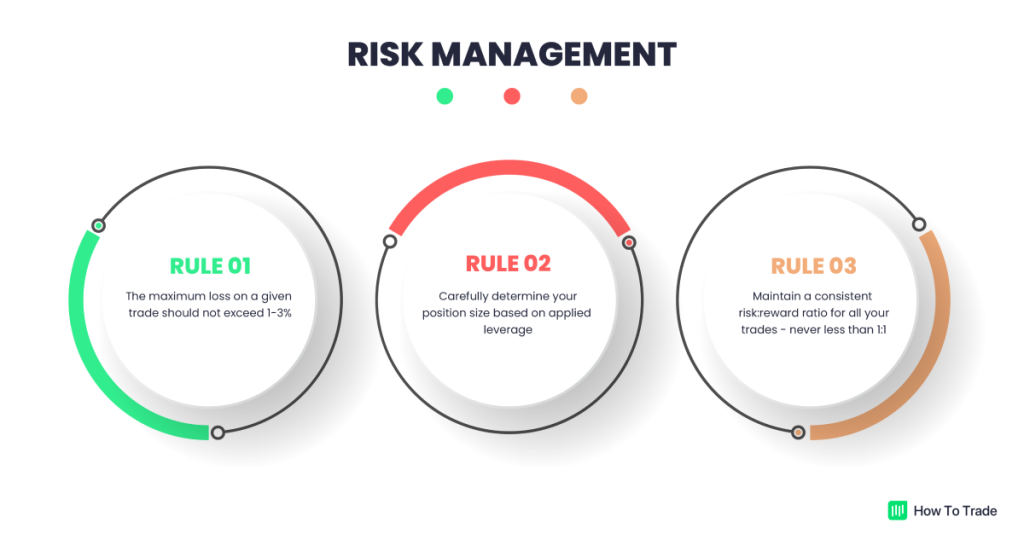 RISK MANAGEMENT
RULE 01
The maximum loss on a given
trade should not exceed 1-3%
RULE 02
Carefully determine your
position size based on applied
leverage
RULE 03
Maintain a consistent
risk:reward ratio for all your
trades - never less than 1:1
How To Trade